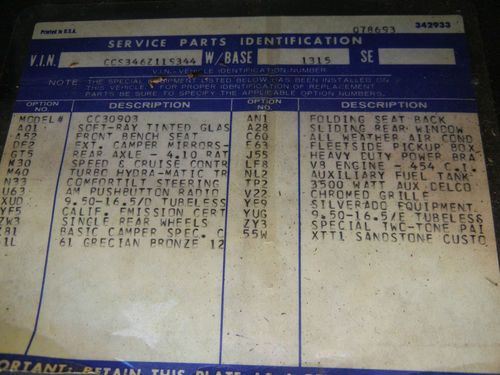 Printed in U.S.A. 078693 342933
SERVICE PARTS IDENTIFICATION
V.I.N. CCS346Z115344 W/BASE 1315 SE
V.I.N. - VEHICLE IDENTIFICATION NUMBER
NOTE: THE SPECIAL EQUIPMENT LISTED BELOW HAS BEEN INSTALLED ON
THIS VEHICLE. FOR PROPER IDENTIFICATION OF REPLACEMENT
PARTS BE SURE TO SPECIFY THE APPLICABLE OPTION NUMBERS.
OPTION NO. DESCRIPTION OPTION NO. DESCRIPTION
MODEL# CC30903 AN1 FOLDING SEAT BACK
A01 SOFT-RAY TINTED GLAS A28 SLIDING REAR WINDOW
A52 FRONT BENCH SEAT C60 ALL WEATHER AIR COND
DF2 EXT. CAMPER MIRRORS- E63 FLEETSIDE PICKUP BOX
GT5 REAR AXLE - 4.10 RAT HEAVY DUTY POWER BRA
SPEED & CRUISE CONTR LF8 V8 ENGINE - 454 C.I.
M40 TURBO HYDRA-MATIC TR NL2 AUXILIARY FUEL TANK
N33 COMFORTILT STEERING TP2 3500 WATT AUX.DELCO
U63 AM PUSHBUTTON RADIO V22 CHROMED GRILLE
XUD 9.50-16.5/D TUBELESS YE9 SILVERADO EQUIPMENT
YF5 CALIF. EMISSION CERT YUG 9.50-16.5/E TUBELESS
ZW3 SINGLE REAR WHEELS ZY3 SPECIAL TWO-TONE PAI
Z81 BASIC CAMPER SPEC. C 55W XTT1 SANDSTONE CUSTO
61L 61 GRECIAN BRONZE 12
IMPORTANT: RETAIN THIS PLATE AS A